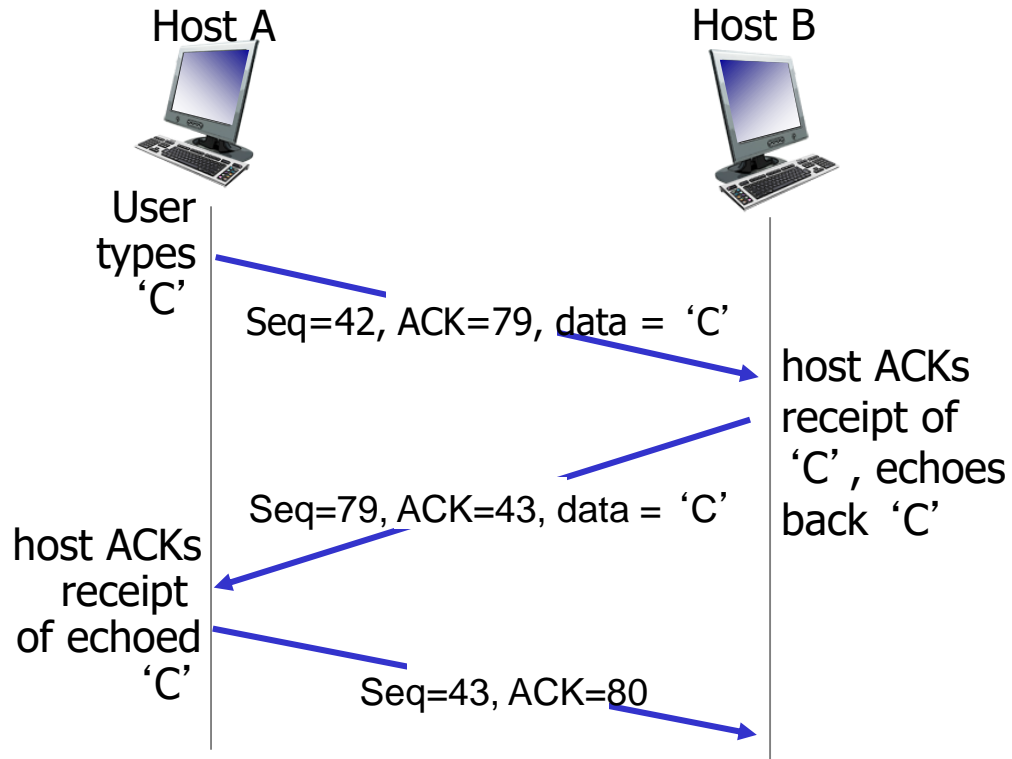 Host A
Host B
User
types
‘C’
Seq=42, ACK=79, data = ‘C’
host ACKs
receipt of
‘C’, echoes
back ‘C’
Seq=79, ACK=43, data = ‘C’
host ACKs
receipt
of echoed
‘C’
Seq=43, ACK=80